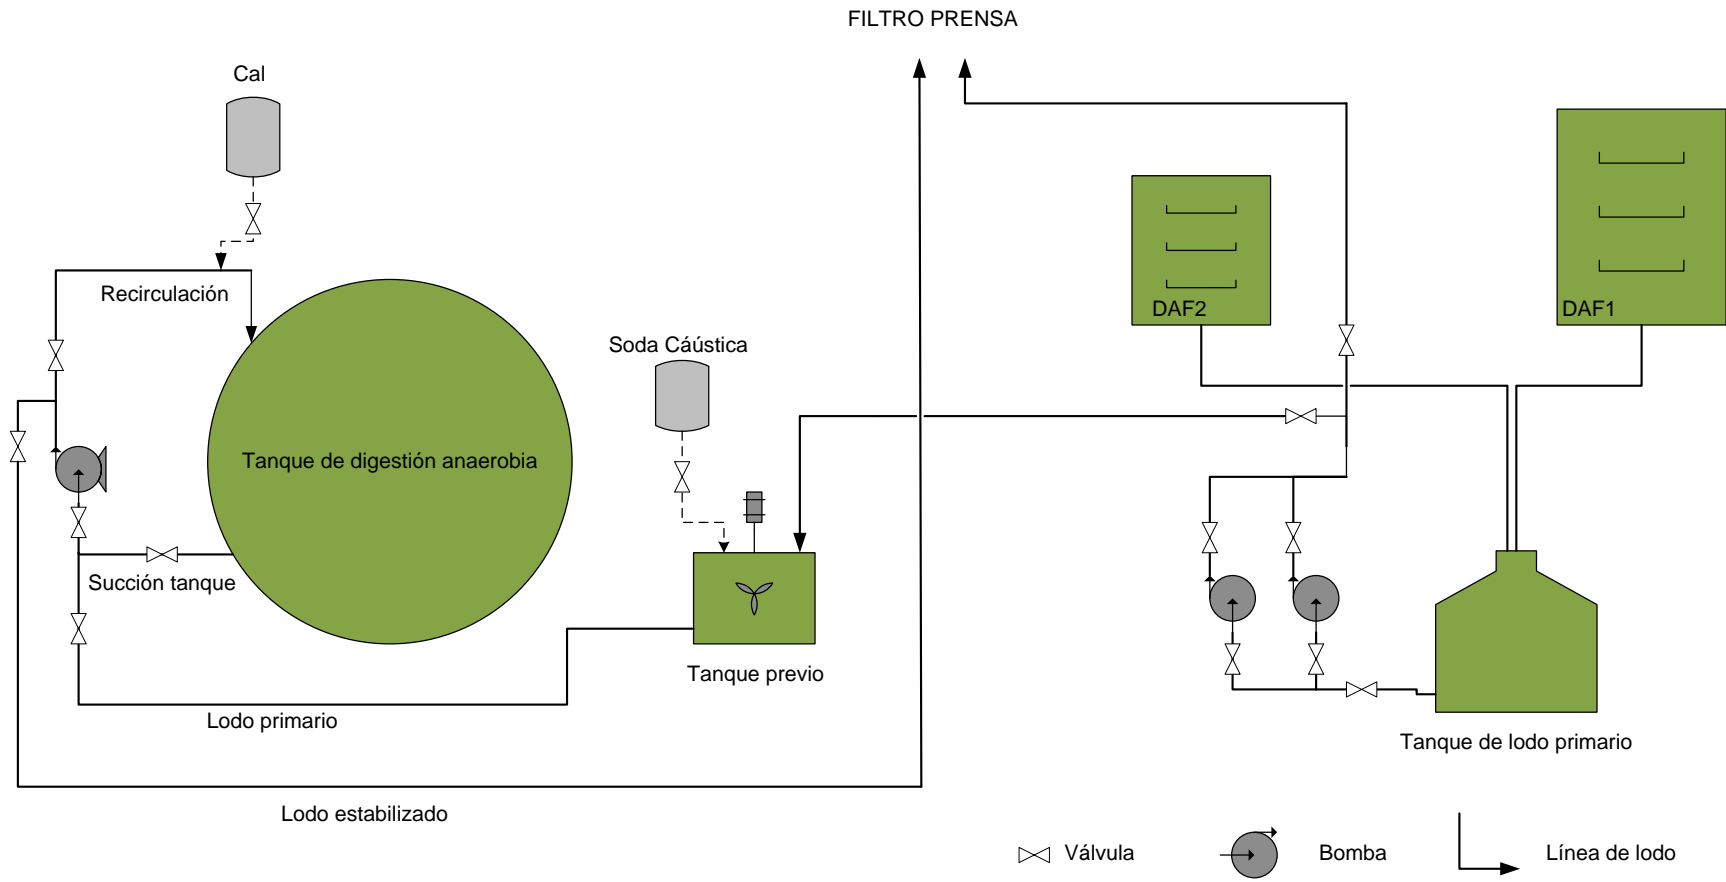 FILTRO PRENSA
Cal
Recirculación
DAF2
DAF1
Soda Cáústica
Tanque de digestión anaerobia
Succión tanque
Tanque previo
Lodo primario
Tanque de lodo primario
Lodo estabilizado
Válvula
Bomba
Línea de lodo